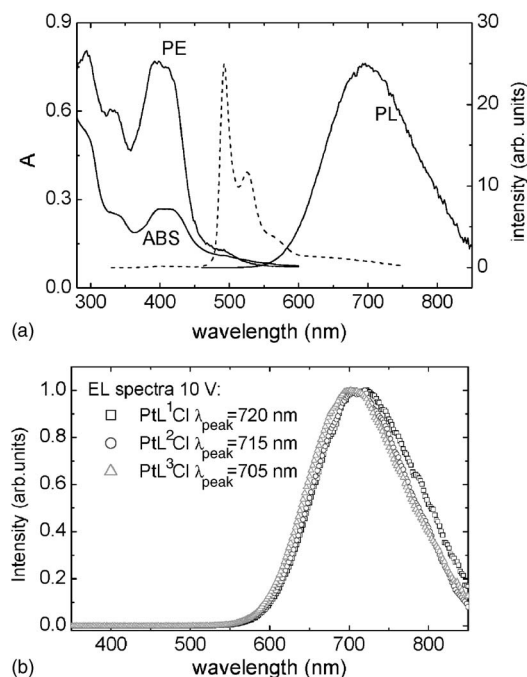 0.9
0.6
0.3
0.0
A
PE
ABS
PL
30
20
10
0
intensity (arb. units)
300 400 500 600 700 800
wavelength (nm)
(a)
EL spectra 10 V:
PtL¹Cl λpeak=720 nm
PtL²Cl λpeak=715 nm
PtL³Cl λpeak=705 nm
1.0
0.8
0.6
0.4
0.2
0.0
Intensity (arb.units)
400 500 600 700 800
wavelength (nm)
(b)